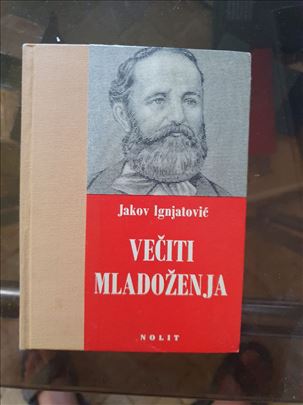 Jakov Ignjatović
VEČITI
MLADOŽENJA
NOLIT